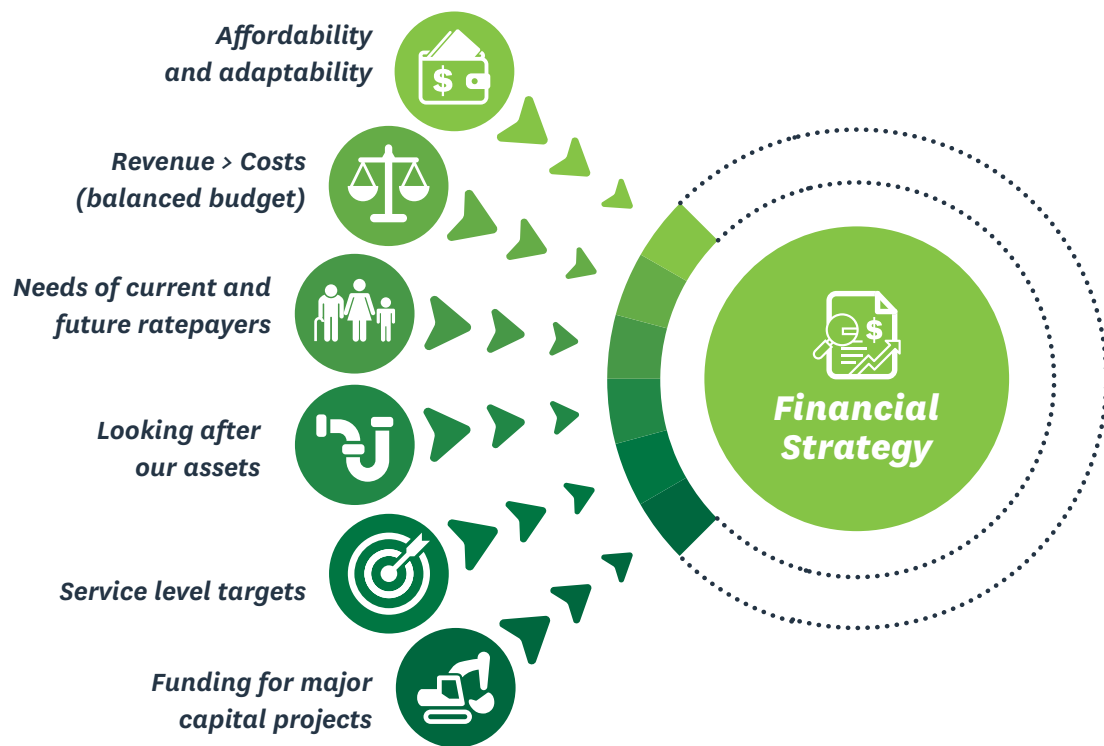 Affordability
and adaptability
Revenue > Costs
(balanced budget)
Needs of current and
future ratepayers
Looking after
our assets
Service level targets
Funding for major
capital projects
$
$
Financial
Strategy